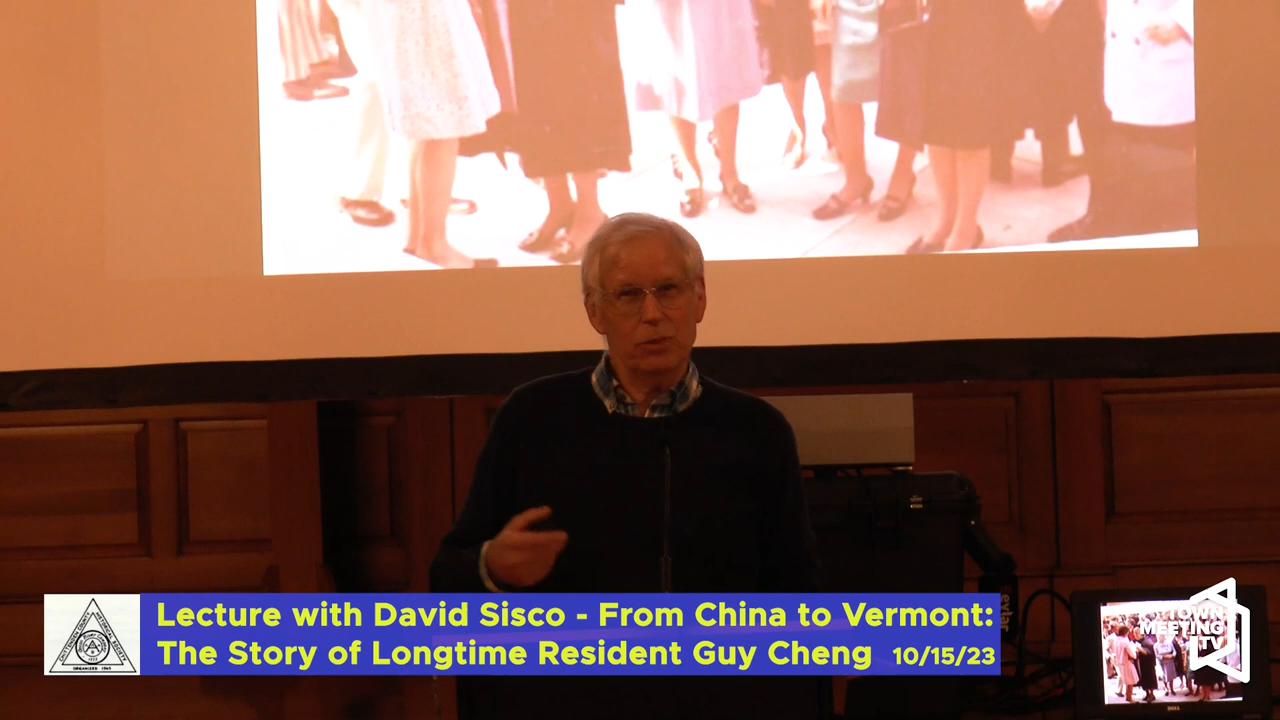 Lecture with David Sisco - From China to Vermont:
The Story of Longtime Resident Guy Cheng 10/15/23
TOWN
MEETING
TV
DELL